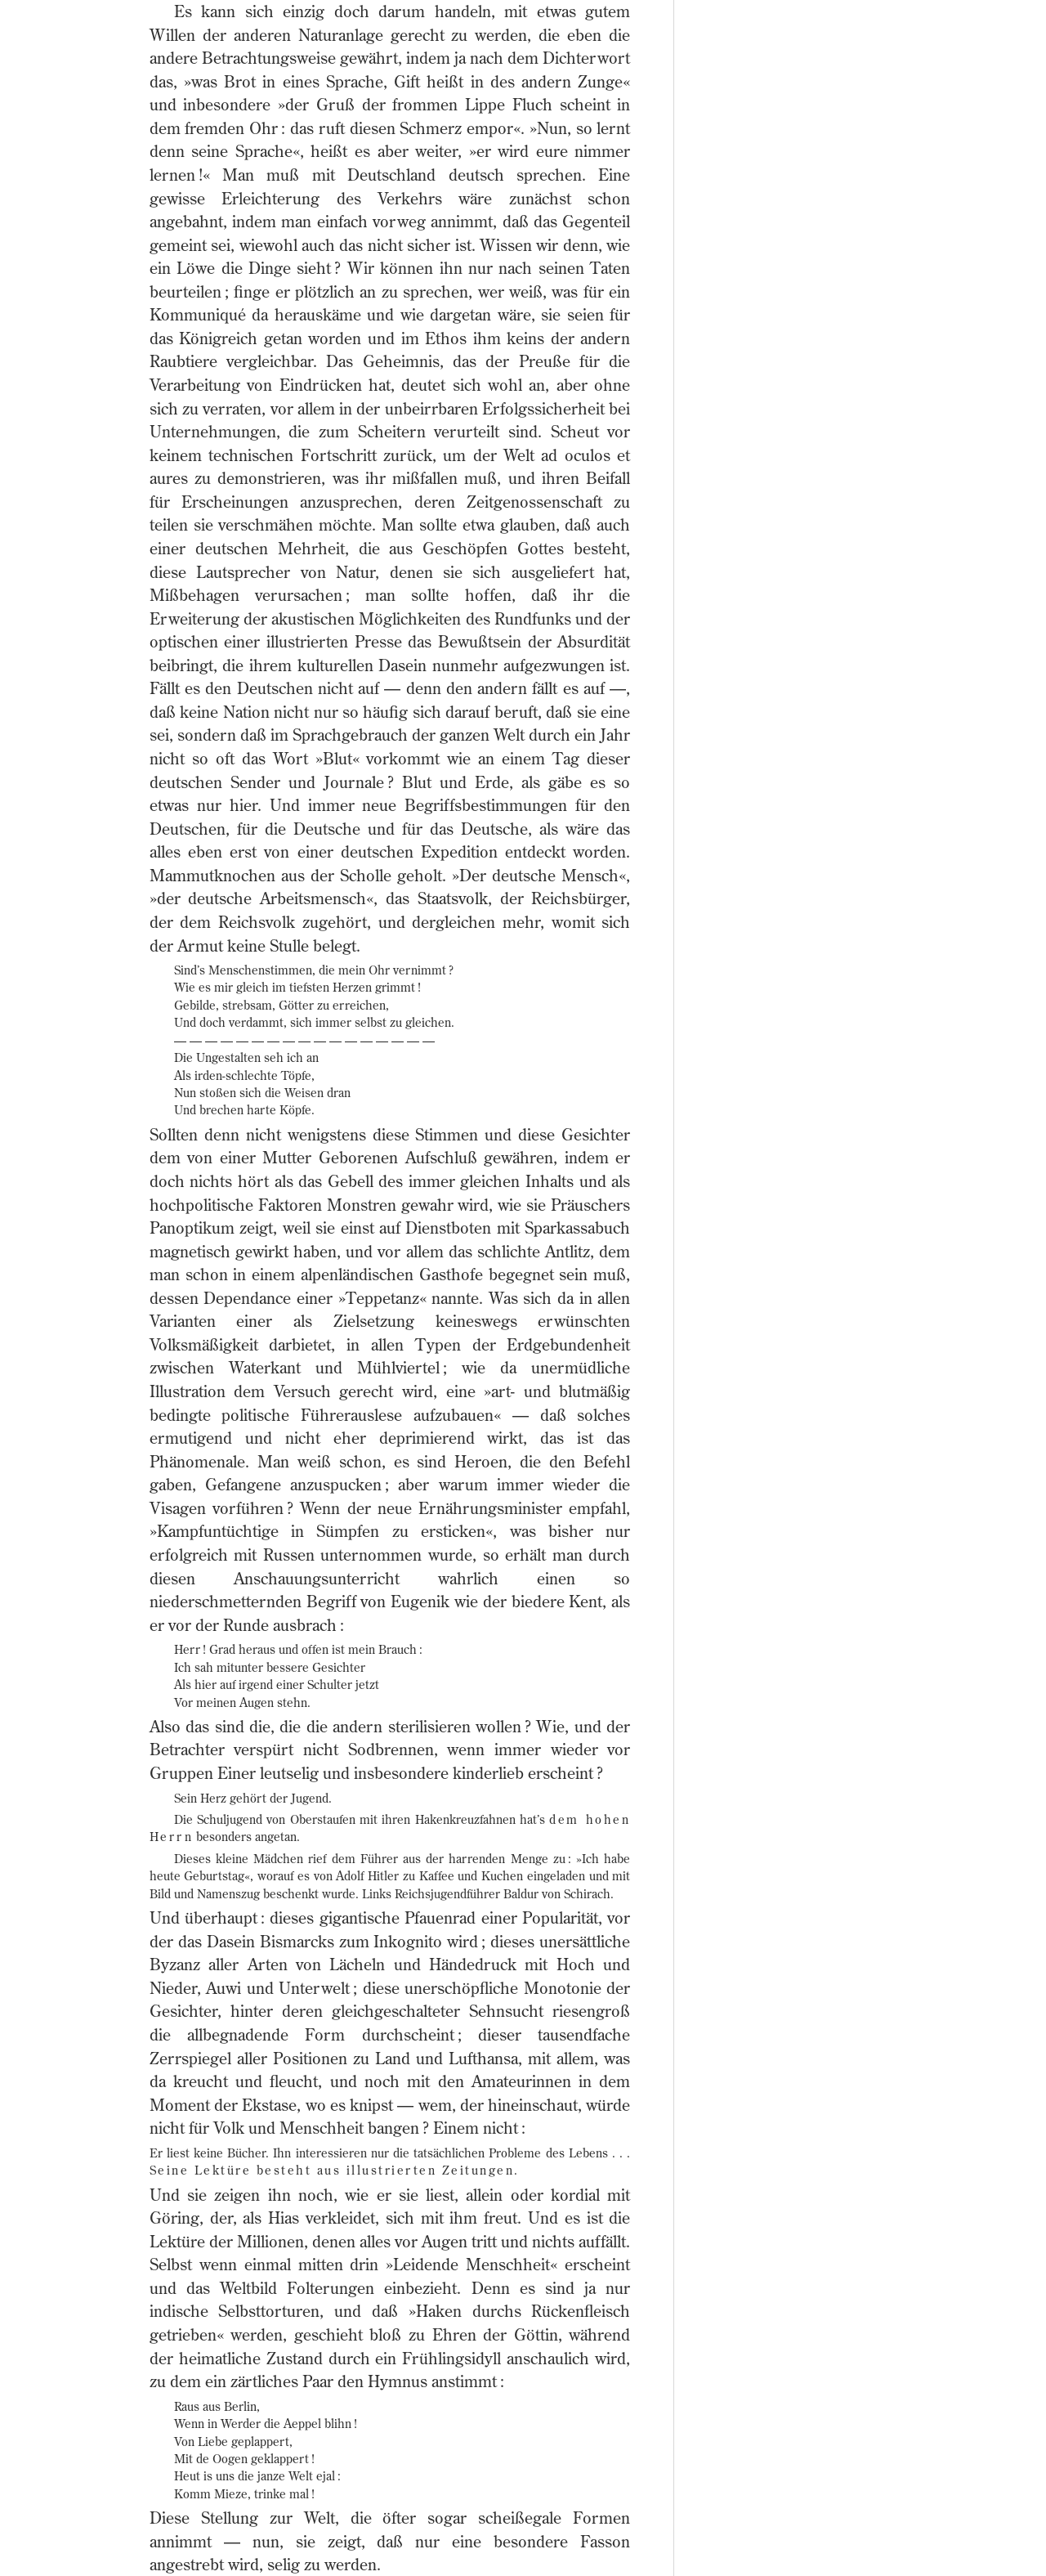 Es kann sich einzig doch darum handeln, mit etwas gutem
Willen der anderen Naturanlage gerecht zu werden, die eben die
andere Betrachtungsweise gewährt, indem ja nach dem Dichterwort
das, »was Brot in eines Sprache, Gift heißt in des andern Zunge«
und inbesondere »der Gruß der frommen Lippe Fluch scheint in
dem fremden Ohr : das ruft diesen Schmerz empor«. »Nun, so lernt
denn seine Sprache«, heißt es aber weiter, »er wird eure nimmer
lernen !« Man muß mit Deutschland deutsch sprechen. Eine
gewisse Erleichterung des Verkehrs wäre zunächst schon
angebahnt, indem man einfach vorweg annimmt, daß das Gegenteil
gemeint sei, wiewohl auch das nicht sicher ist. Wissen wir denn, wie
ein Löwe die Dinge sieht ? Wir können ihn nur nach seinen Taten
beurteilen ; finge er plötzlich an zu sprechen, wer weiß, was für ein
Kommuniqué da herauskäme und wie dargetan wäre, sie seien für
das Königreich getan worden und im Ethos ihm keins der andern
Raubtiere vergleichbar. Das Geheimnis, das der Preuße für die
Verarbeitung von Eindrücken hat, deutet sich wohl an, aber ohne
sich zu verraten, vor allem in der unbeirrbaren Erfolgssicherheit bei
Unternehmungen, die zum Scheitern verurteilt sind. Scheut vor
keinem technischen Fortschritt zurück, um der Welt ad oculos et
aures zu demonstrieren, was ihr mißfallen muß, und ihren Beifall
für Erscheinungen anzusprechen, deren Zeitgenossenschaft zu
teilen sie verschmähen möchte. Man sollte etwa glauben, daß auch
einer deutschen Mehrheit, die aus Geschöpfen Gottes besteht,
diese Lautsprecher von Natur, denen sie sich ausgeliefert hat,
Mißbehagen verursachen ; man sollte hoffen, daß ihr die
Erweiterung der akustischen Möglichkeiten des Rundfunks und der
optischen einer illustrierten Presse das Bewußtsein der Absurdität
beibringt, die ihrem kulturellen Dasein nunmehr aufgezwungen ist.
Fällt es den Deutschen nicht auf — denn den andern fällt es auf —,
daß keine Nation nicht nur so häufig sich darauf beruft, daß sie eine
sei, sondern daß im Sprachgebrauch der ganzen Welt durch ein Jahr
nicht so oft das Wort »Blut« vorkommt wie an einem Tag dieser
deutschen Sender und Journale ? Blut und Erde, als gäbe es so
etwas nur hier. Und immer neue Begriffsbestimmungen für den
Deutschen, für die Deutsche und für das Deutsche, als wäre das
alles eben erst von einer deutschen Expedition entdeckt worden.
Mammutknochen aus der Scholle geholt. »Der deutsche Mensch«,
»der deutsche Arbeitsmensch«, das Staatsvolk, der Reichsbürger,
der dem Reichsvolk zugehört, und dergleichen mehr, womit sich
der Armut keine Stulle belegt.
Sind's Menschenstimmen, die mein Ohr vernimmt ?
Wie es mir gleich im tiefsten Herzen grimmt !
Gebilde, strebsam, Götter zu erreichen,
Und doch verdammt, sich immer selbst zu gleichen.
— — — — — — — — — — — — — — — — —
Die Ungestalten seh ich an
Als irden-schlechte Töpfe,
Nun stoßen sich die Weisen dran
Und brechen harte Köpfe.
Sollten denn nicht wenigstens diese Stimmen und diese Gesichter
dem von einer Mutter Geborenen Aufschluß gewähren, indem er
doch nichts hört als das Gebell des immer gleichen Inhalts und als
hochpolitische Faktoren Monstren gewahr wird, wie sie Präuschers
Panoptikum zeigt, weil sie einst auf Dienstboten mit Sparkassabuch
magnetisch gewirkt haben, und vor allem das schlichte Antlitz, dem
man schon in einem alpenländischen Gasthofe begegnet sein muß,
dessen Dependance einer »Teppetanz« nannte. Was sich da in allen
Varianten einer als Zielsetzung keineswegs erwünschten
Volksmäßigkeit darbietet, in allen Typen der Erdgebundenheit
zwischen Waterkant und Mühlviertel ; wie da unermüdliche
Illustration dem Versuch gerecht wird, eine »art- und blutmäßig
bedingte politische Führerauslese aufzubauen« — daß solches
ermutigend und nicht eher deprimierend wirkt, das ist das
Phänomenale. Man weiß schon, es sind Heroen, die den Befehl
gaben, Gefangene anzuspucken ; aber warum immer wieder die
Visagen vorführen ? Wenn der neue Ernährungsminister empfahl,
»Kampfuntüchtige in Sümpfen zu ersticken«, was bisher nur
erfolgreich mit Russen unternommen wurde, so erhält man durch
diesen Anschauungsunterricht wahrlich einen so
niederschmetternden Begriff von Eugenik wie der biedere Kent, als
er vor der Runde ausbrach :
Herr ! Grad heraus und offen ist mein Brauch :
Ich sah mitunter bessere Gesichter
Als hier auf irgend einer Schulter jetzt
Vor meinen Augen stehn.
Also das sind die, die die andern sterilisieren wollen ? Wie, und der
Betrachter verspürt nicht Sodbrennen, wenn immer wieder vor
Gruppen Einer leutselig und insbesondere kinderlieb erscheint ?
Sein Herz gehört der Jugend.
Die Schuljugend von Oberstaufen mit ihren Hakenkreuzfahnen hat's dem hohen
Herrn besonders angetan.
Dieses kleine Mädchen rief dem Führer aus der harrenden Menge zu : »Ich habe
heute Geburtstag«, worauf es von Adolf Hitler zu Kaffee und Kuchen eingeladen und mit
Bild und Namenszug beschenkt wurde. Links Reichsjugendführer Baldur von Schirach.
Und überhaupt : dieses gigantische Pfauenrad einer Popularität, vor
der das Dasein Bismarcks zum Inkognito wird ; dieses unersättliche
Byzanz aller Arten von Lächeln und Händedruck mit Hoch und
Nieder, Auwi und Unterwelt ; diese unerschöpfliche Monotonie der
Gesichter, hinter deren gleichgeschalteter Sehnsucht riesengroß
die allbegnadende Form durchscheint ; dieser tausendfache
Zerrspiegel aller Positionen zu Land und Lufthansa, mit allem, was
da kreucht und fleucht, und noch mit den Amateurinnen in dem
Moment der Ekstase, wo es knipst — wem, der hineinschaut, würde
nicht für Volk und Menschheit bangen ? Einem nicht :
Er liest keine Bücher. Ihn interessieren nur die tatsächlichen Probleme des Lebens . . .
Seine Lektüre besteht aus illustrierten Zeitungen.
Und sie zeigen ihn noch, wie er sie liest, allein oder kordial mit
Göring, der, als Hias verkleidet, sich mit ihm freut. Und es ist die
Lektüre der Millionen, denen alles vor Augen tritt und nichts auffällt.
Selbst wenn einmal mitten drin »Leidende Menschheit« erscheint
und das Weltbild Folterungen einbezieht. Denn es sind ja nur
indische Selbsttorturen, und daß »Haken durchs Rückenfleisch
getrieben« werden, geschieht bloß zu Ehren der Göttin, während
der heimatliche Zustand durch ein Frühlingsidyll anschaulich wird,
zu dem ein zärtliches Paar den Hymnus anstimmt :
Raus aus Berlin,
Wenn in Werder die Aeppel blihn !
Von Liebe geplappert,
Mit de Oogen geklappert !
Heut is uns die janze Welt ejal :
Komm Mieze, trinke mal !
Diese Stellung zur Welt, die öfter sogar scheißegale Formen
annimmt — nun, sie zeigt, daß nur eine besondere Fasson
angestrebt wird, selig zu werden.